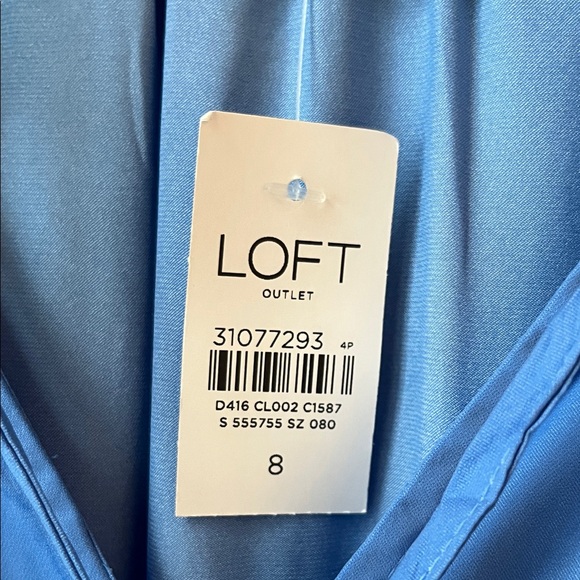 LOFT
OUTLET
31077293 4P
D416 CL002 C1587
S 555755 SZ 080
8